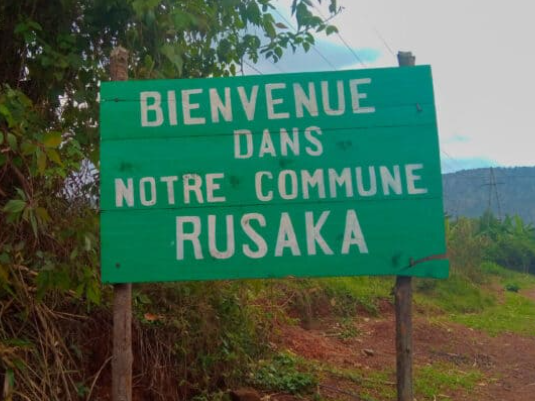 BIENVENUE
DANS
NOTRE COMMUNE
RUSAKA